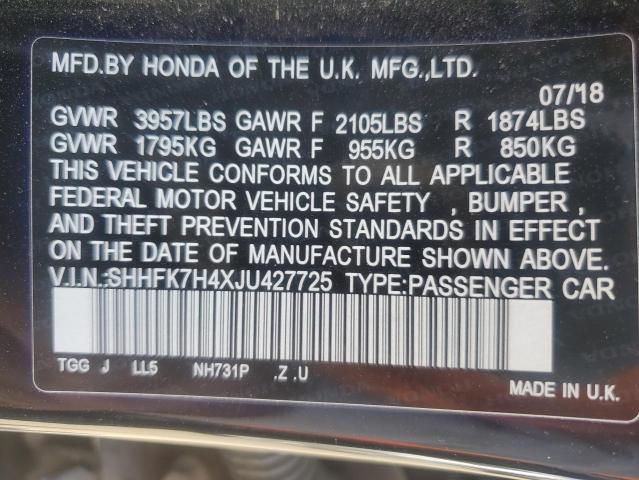 MFD.BY HONDA OF THE U.K. MFG.,LTD.
07/18
GVWR 3957LBS GAWR F 2105LBS R 1874LBS
GVWR 1795KG GAWR F 955KG R 850KG
THIS VEHICLE CONFORMS TO ALL APPLICABLE
FEDERAL MOTOR VEHICLE SAFETY , BUMPER ,
AND THEFT PREVENTION STANDARDS IN EFFECT
ON THE DATE OF MANUFACTURE SHOWN ABOVE.
V.I.N.:SHHFK7H4XJU427725 TYPE:PASSENGER CAR
TGG J LL5 NH731P .Z .U
MADE IN U.K.